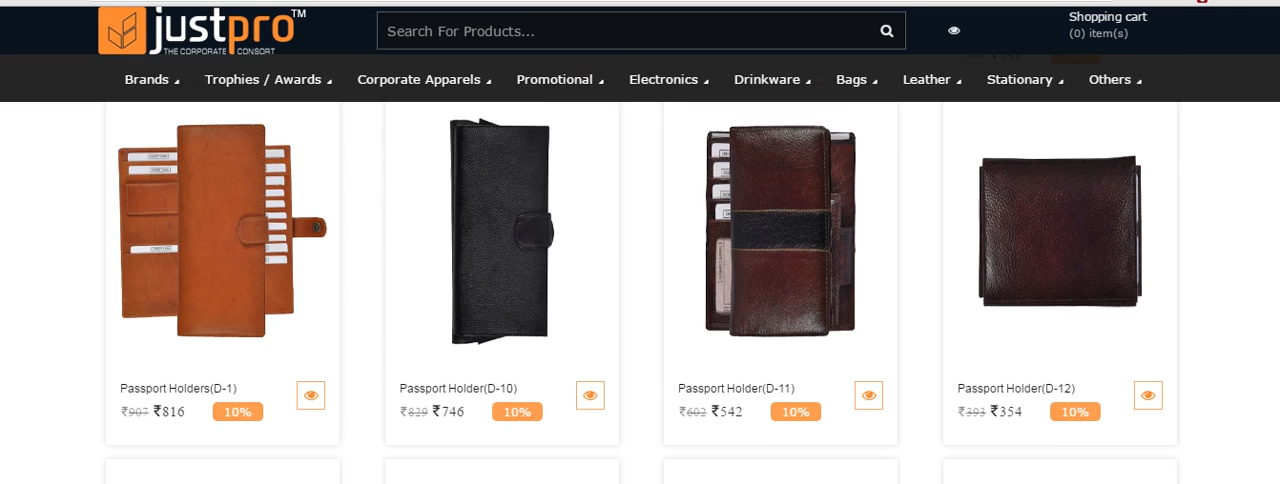 justpro TM
THE CORPORATE CONSORT
Search For Products...
Shopping cart
(0) item(s)
Brands Trophies / Awards Corporate Apparels Promotional Electronics Drinkware Bags Leather Stationary Others
Passport Holders(D-1)
₹907 ₹816 10%
Passport Holder(D-10)
₹829 ₹746 10%
Passport Holder(D-11)
₹602 ₹542 10%
Passport Holder(D-12)
₹393 ₹354 10%